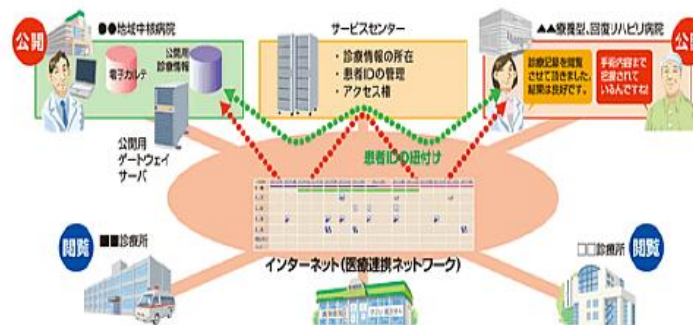 公開
●●地域中核病院
電子カルテ
公開用
診療情報
公開用
ゲートウェイ
サーバ
サービスセンター
・診療情報の所在
・患者IDの管理
・アクセス権
▲▲療養型、回復リハビリ病院
公開
診療記録を閲覧
させて頂きました。
結果は良好です。
手術内容まで
把握されて
いるんですね!
患者IDの紐付け
インターネット(医療連携ネットワーク)
閲覧
■■診療所
□□診療所
閲覧